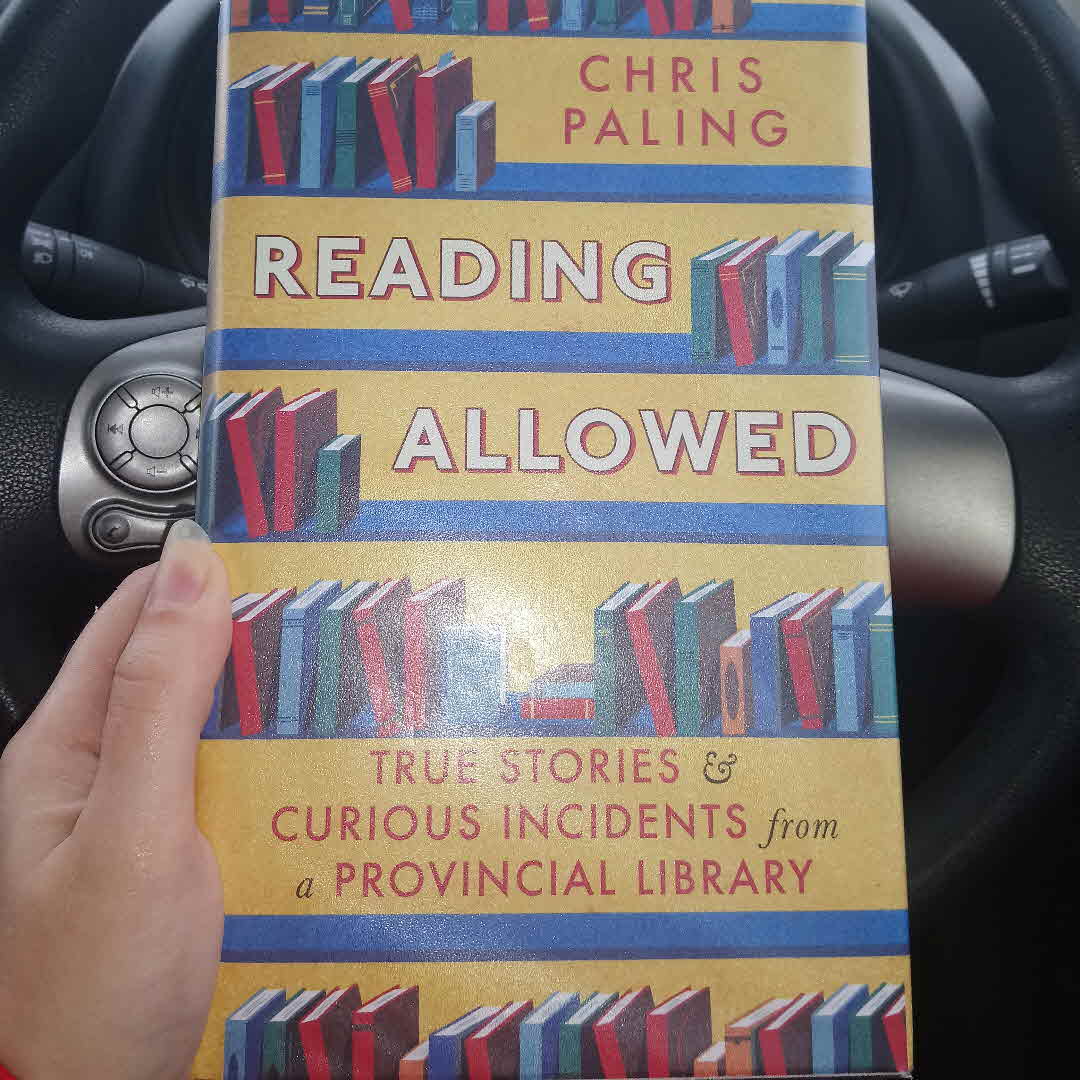 CHRIS
PALING
READING
ALLOWED
TRUE STORIES &
CURIOUS INCIDENTS from
a PROVINCIAL LIBRARY